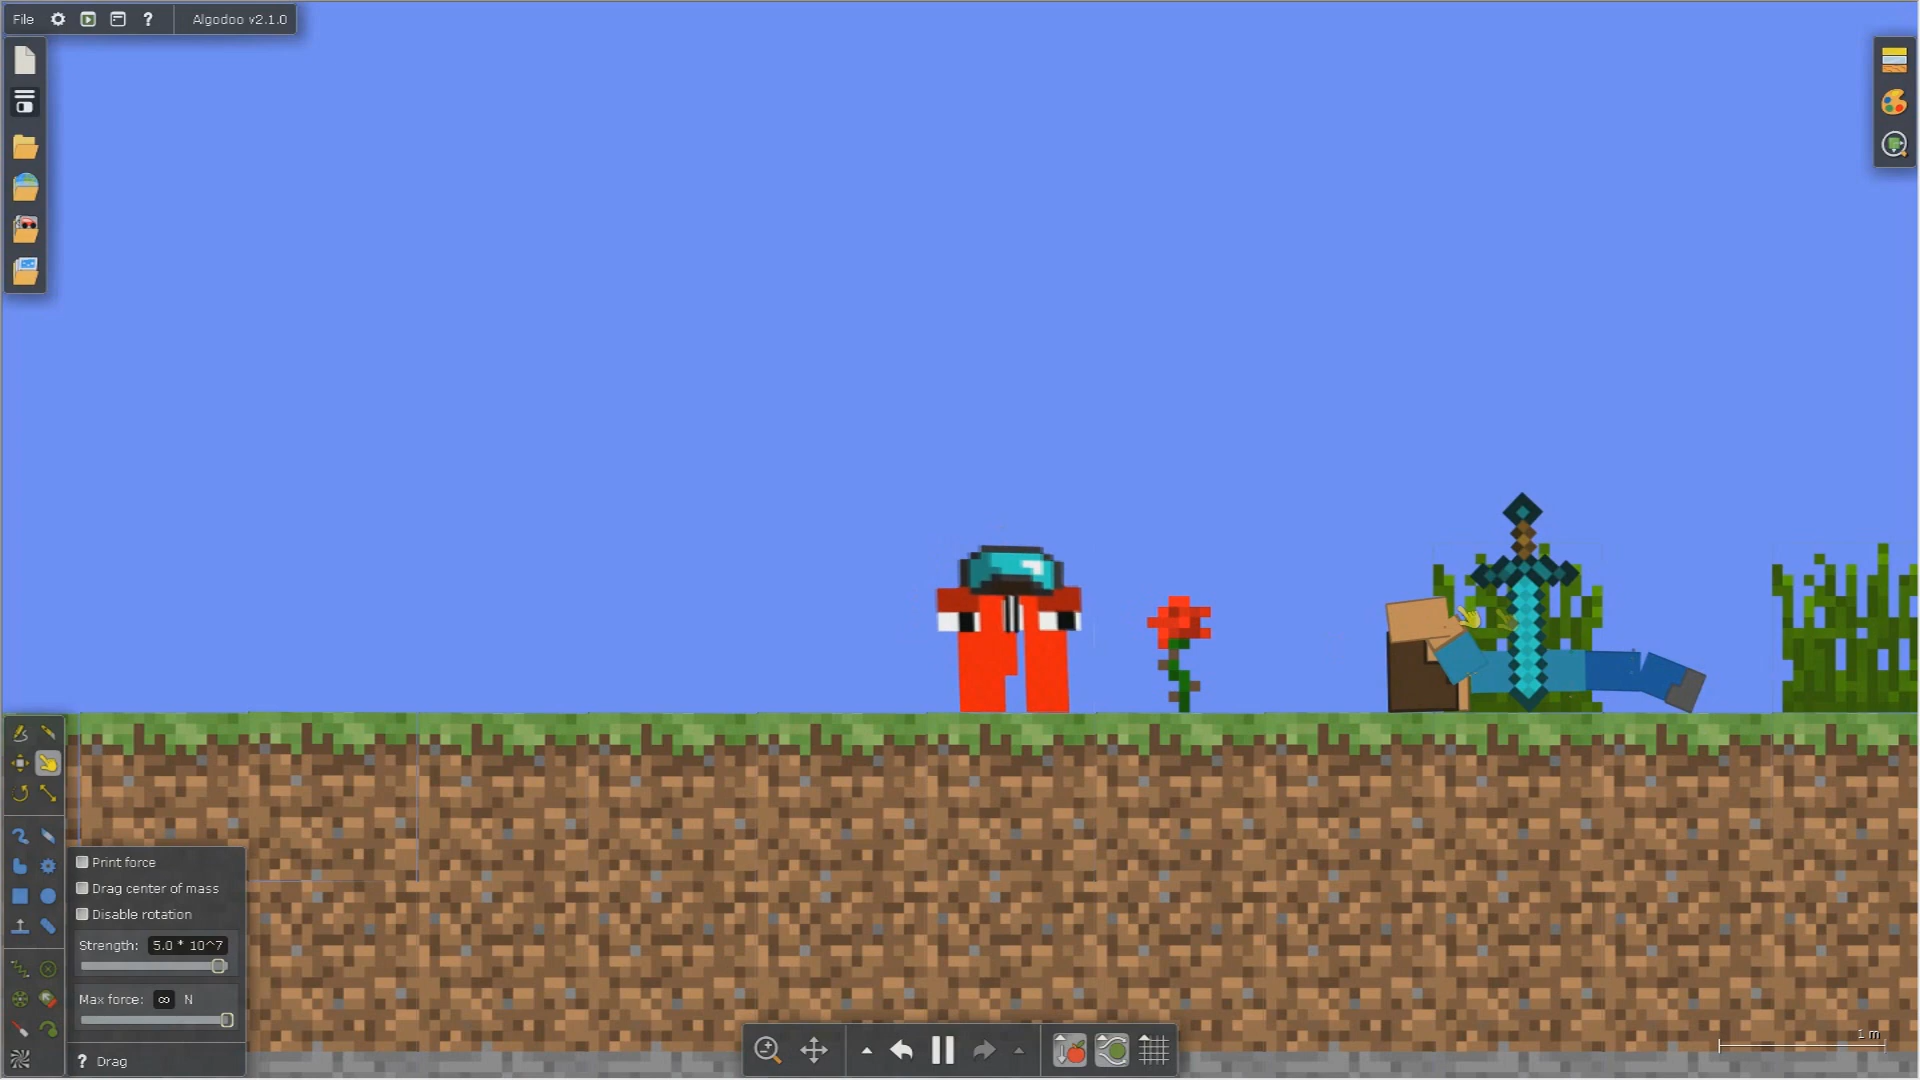 File ? Algodoo v2.1.0
Print force
Drag center of mass
Disable rotation
Strength: 5.0 * 10^7
Max force: ∞ N
? Drag
1 m